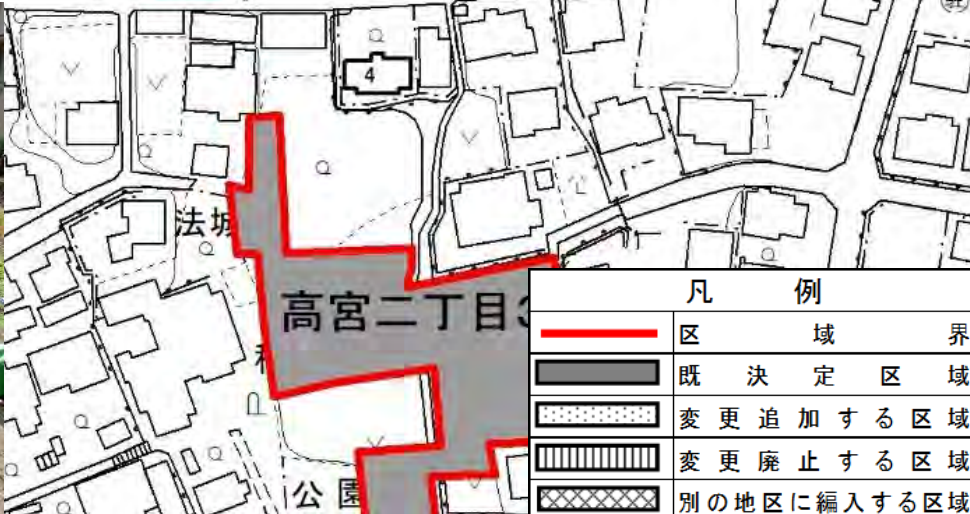 4
法城
高宮二丁目3
公園
凡 例
区 域 界
既 決 定 区 域
変 更 追 加 す る 区 域
変 更 廃 止 す る 区 域
別の地区に編入する区域